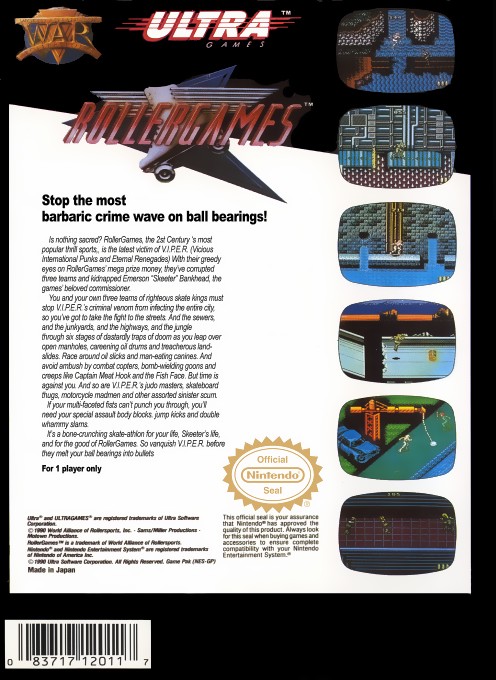 WAR
ULTRA™
GAMES
ROLLERGAMES™
Stop the most
barbaric crime wave on ball bearings!
Is nothing sacred? RollerGames, the 2st Century 's most
popular thrill sports,, is the latest victim of V.I.P.E.R. (Vicious
International Punks and Eternal Renegades) With their greedy
eyes on RollerGames' mega prize money, they've corrupted
three teams and kidnapped Emerson "Skeeter" Bankhead, the
games' beloved commissioner.
You and your own three teams of righteous skate kings must
stop V.I.P.E.R.'s criminal venom from infecting the entire city,
so you've got to take the fight to the streets. And the sewers,
and the junkyards, and the highways, and the jungle
through six stages of dastardly traps of doom as you leap over
open manholes, careening oil drums and treacherous land-
slides. Race around oil slicks and man-eating canines. And
avoid ambush by combat copters, bomb-wielding goons and
creeps like Captain Meat Hook and the Fish Face. But time is
against you. And so are V.I.P.E.R.'s judo masters, skateboard
thugs, motorcycle madmen and other assorted sinister scum.
If your multi-faceted fists can't punch you through, you'll
need your special assault body blocks. jump kicks and double
whammy slams.
It's a bone-crunching skate-athlon for your life, Skeeter's life,
and for the good of RollerGames. So vanquish V.I.P.E.R. before
they melt your ball bearings into bullets
For 1 player only
Official
Nintendo®
Seal
Ultra® and ULTRAGAMES® are registered trademarks of Ultra Software
Corporation.
© 1990 World Alliance of Rollersports, Inc. - Sams/Miller Productions -
Motown Productions.
RollerGames™ is a trademark of World Alliance of Rollersports.
Nintendo® and Nintendo Entertainment System® are registered trademarks
of Nintendo of America Inc.
© 1990 Ultra Software Corporation. All Rights Reserved. Game Pak (NES-GP)
Made in Japan
This official seal is your assurance
that Nintendo® has approved the
quality of this product. Always look
for this seal when buying games and
accessories to ensure complete
compatibility with your Nintendo
Entertainment System.®
0 83717 12011 7